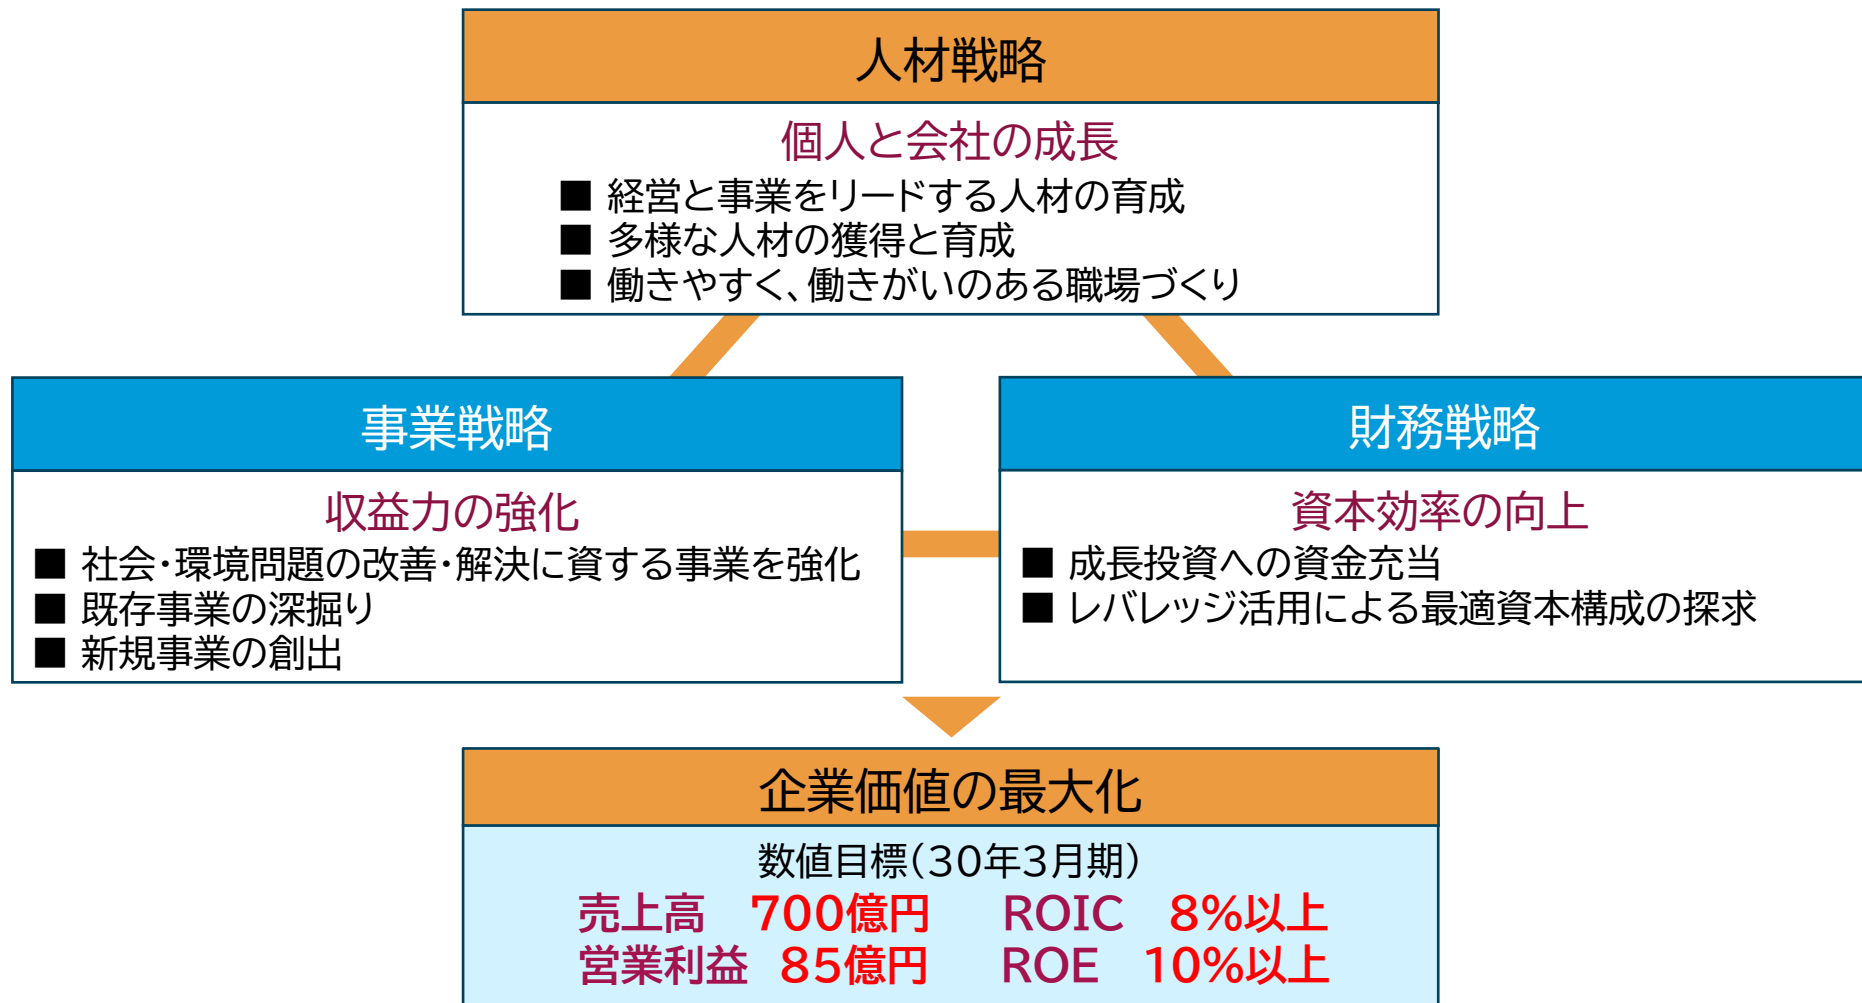 人材戦略
個人と会社の成長
■ 経営と事業をリードする人材の育成
■ 多様な人材の獲得と育成
■ 働きやすく、働きがいのある職場づくり
事業戦略
収益力の強化
■ 社会・環境問題の改善・解決に資する事業を強化
■ 既存事業の深掘り
■ 新規事業の創出
財務戦略
資本効率の向上
■ 成長投資への資金充当
■ レバレッジ活用による最適資本構成の探求
企業価値の最大化
数値目標（30年3月期）
売上高 700億円 ROIC 8%以上
営業利益 85億円 ROE 10%以上